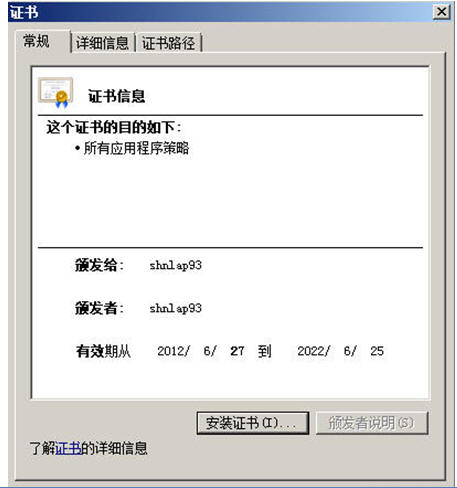 证书
常规 详细信息 证书路径
证书信息
这个证书的目的如下:
•所有应用程序策略
颁发给: shnlap93
颁发者: shnlap93
有效期从 2012/ 6/ 27 到 2022/ 6/ 25
安装证书(I)... 颁发者说明(S)
了解证书的详细信息